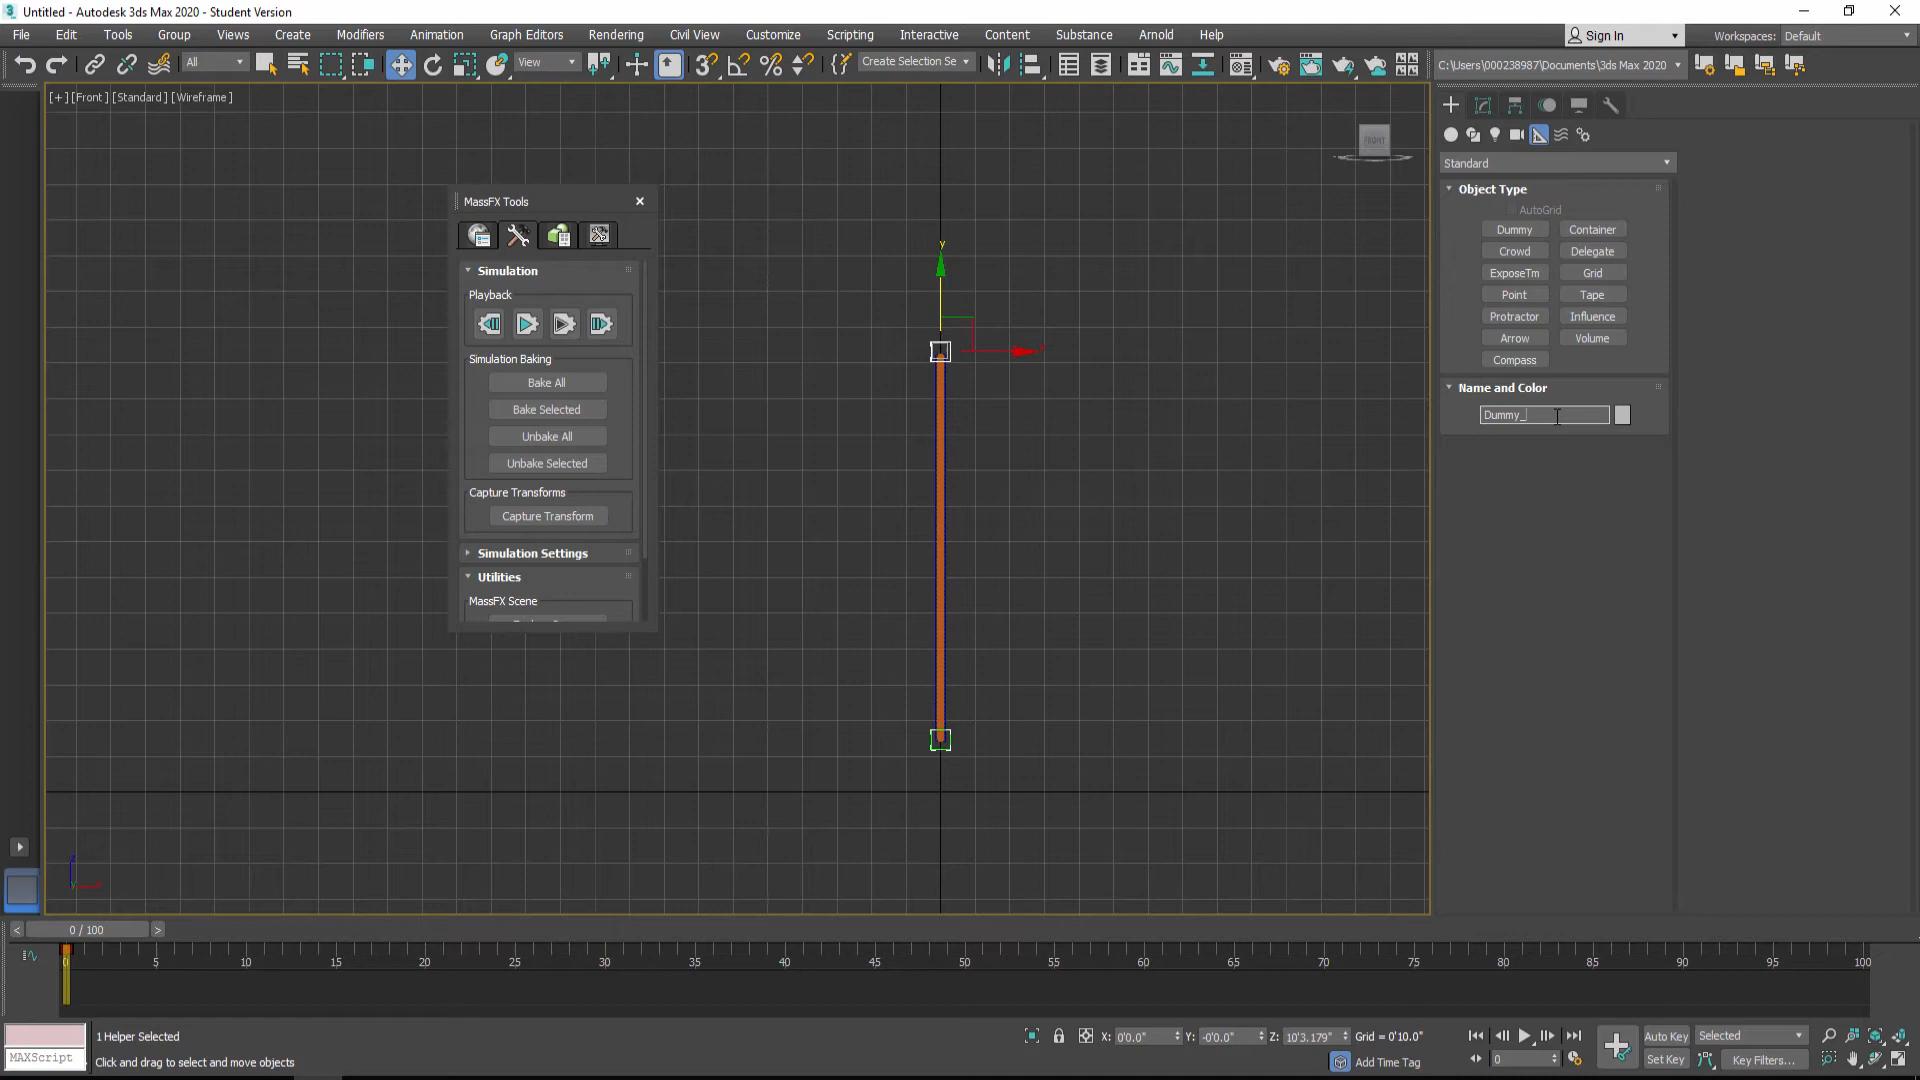 Untitled - Autodesk 3ds Max 2020 - Student Version
File Edit Tools Group Views Create Modifiers Animation Graph Editors Rendering Civil View Customize Scripting Interactive Content Substance Arnold Help Sign In Workspaces: Default
All View Create Selection Se C:\Users\000238987\Documents\3ds Max 2020
[+] [Front ] [Standard ] [Wireframe ]
FRONT
Standard
Object Type
AutoGrid
Dummy Container
Crowd Delegate
ExposeTm Grid
Point Tape
Protractor Influence
Arrow Volume
Compass
Name and Color
Dummy_
MassFX Tools
Simulation
Playback
Simulation Baking
Bake All
Bake Selected
Unbake All
Unbake Selected
Capture Transforms
Capture Transform
Simulation Settings
Utilities
MassFX Scene
y
x
z
< 0 / 100 >
0 5 10 15 20 25 30 35 40 45 50 55 60 65 70 75 80 85 90 95 100
1 Helper Selected X: 0'0.0" Y: -0'0.0" Z: 10'3.179" Grid = 0'10.0" Auto Key Selected
MAXScript Click and drag to select and move objects Add Time Tag 0 Set Key Key Filters...